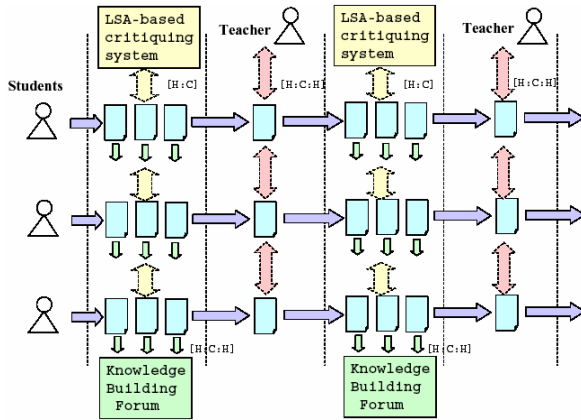 LSA-based
critiquing
system
Teacher
LSA-based
critiquing
system
Teacher
Students
[H:C]
[H:C:H]
[H:C]
[H:C:H]
[H:C:H]
[H:C:H]
Knowledge
Building
Forum
Knowledge
Building
Forum